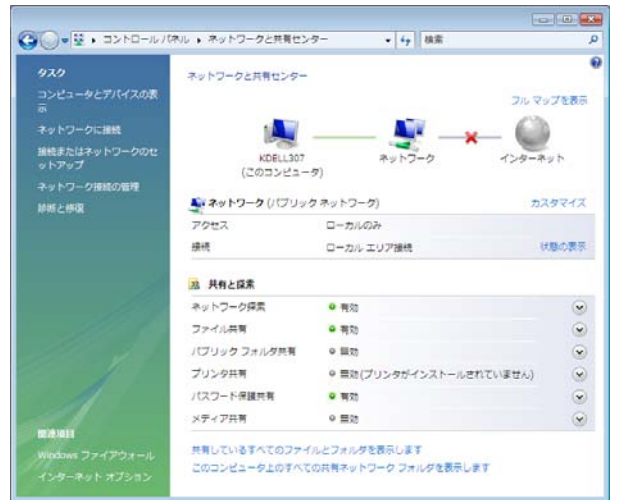 コントロール パネル ▸ ネットワークと共有センター
検索
タスク
コンピュータとデバイスの表
示
ネットワークに接続
接続またはネットワークのセ
ットアップ
ネットワーク接続の管理
診断と修復
関連項目
Windows ファイアウォール
インターネット オプション
ネットワークと共有センター
フル マップを表示
KDELL307
(このコンピュータ)
ネットワーク
インターネット
ネットワーク (パブリック ネットワーク)
カスタマイズ
アクセス ローカルのみ
接続 ローカル エリア接続 状態の表示
共有と探索
ネットワーク探索 有効
ファイル共有 有効
パブリック フォルダ共有 無効
プリンタ共有 無効(プリンタがインストールされていません)
パスワード保護共有 有効
メディア共有 無効
共有しているすべてのファイルとフォルダを表示します
このコンピュータ上のすべての共有ネットワーク フォルダを表示します